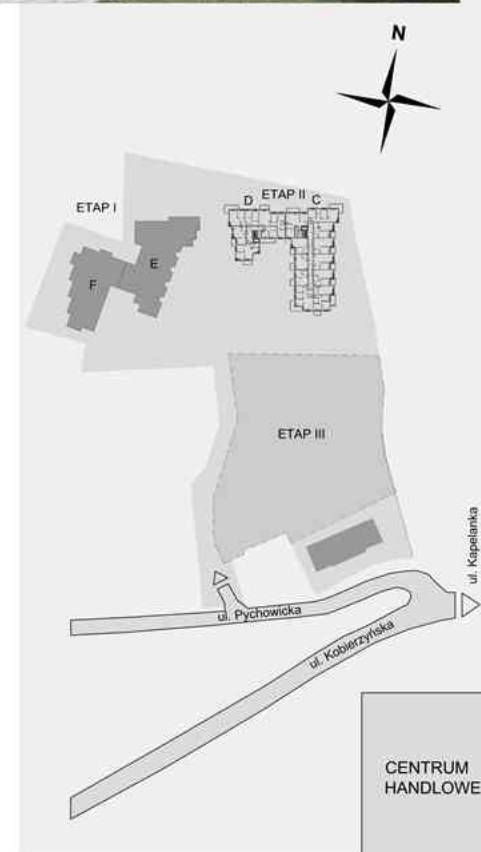 N
ETAP I
D
ETAP II
C
E
F
ETAP III
ul. Kapelanka
ul. Pychowicka
ul. Kobierzyńska
CENTRUM
HANDLOWE